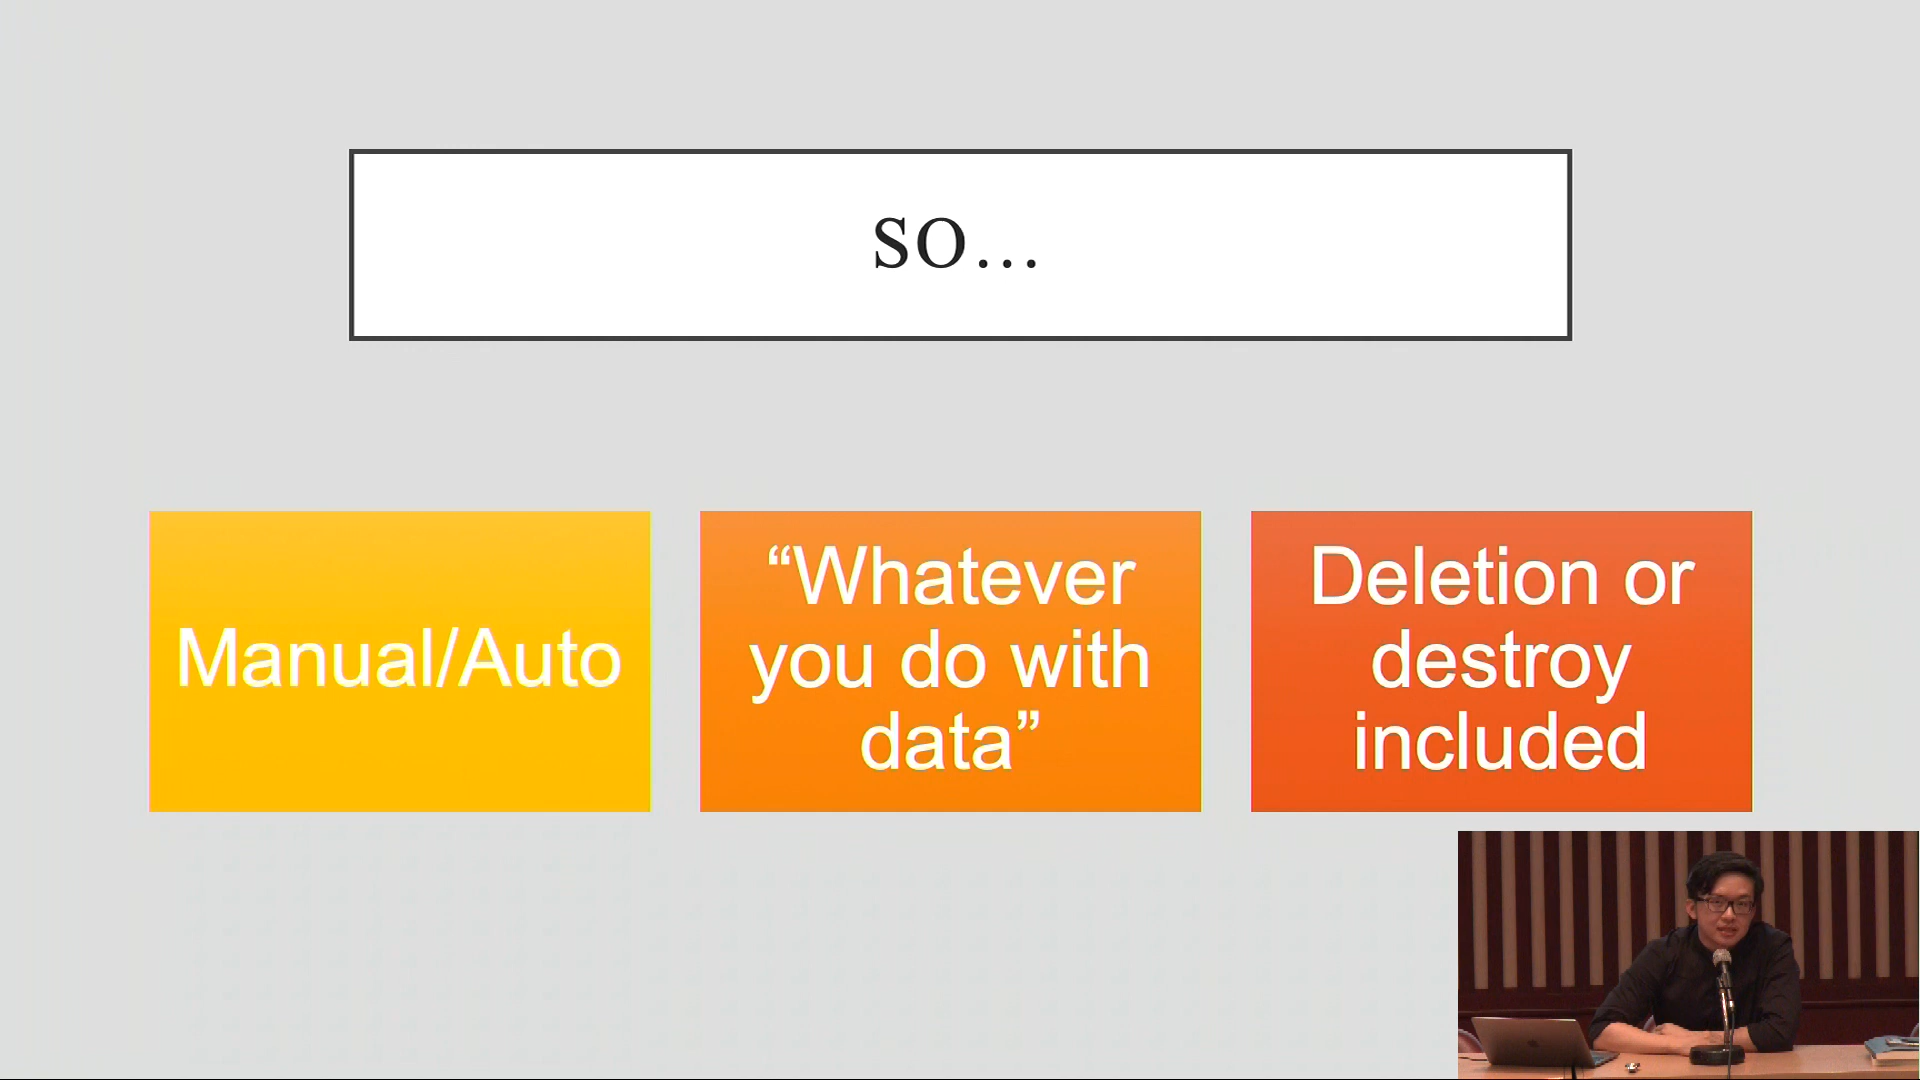 SO…
Manual/Auto
“Whatever
you do with
data”
Deletion or
destroy
included